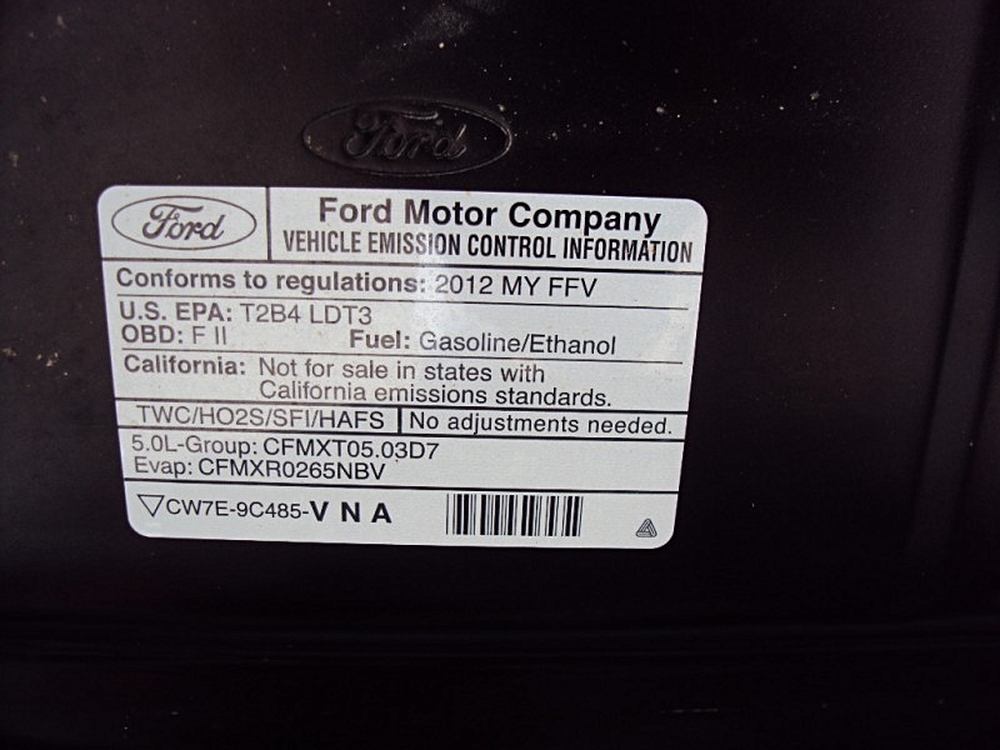 Ford
Ford
Ford Motor Company
VEHICLE EMISSION CONTROL INFORMATION
Conforms to regulations: 2012 MY FFV
U.S. EPA: T2B4 LDT3
OBD: F II Fuel: Gasoline/Ethanol
California: Not for sale in states with
California emissions standards.
TWC/HO2S/SFI/HAFS No adjustments needed.
5.0L-Group: CFMXT05.03D7
Evap: CFMXR0265NBV
CW7E-9C485-V N A